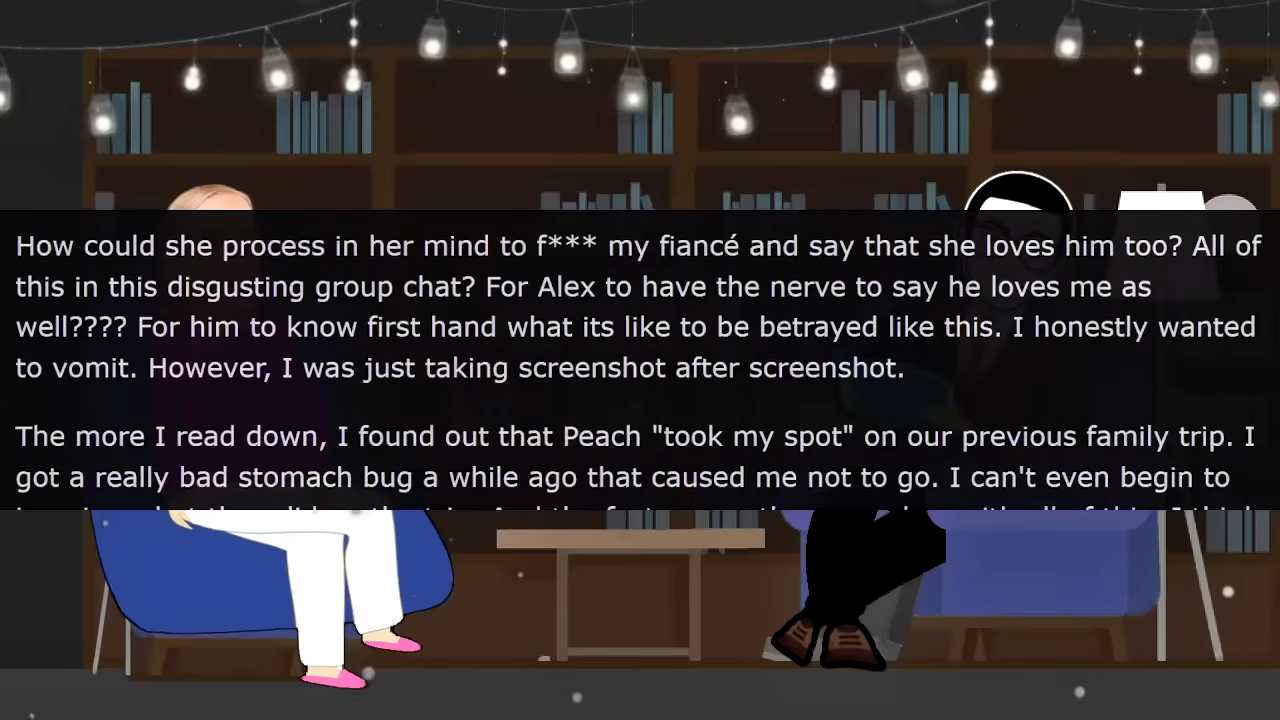 How could she process in her mind to f*** my fiancé and say that she loves him too? All of
this in this disgusting group chat? For Alex to have the nerve to say he loves me as
well???? For him to know first hand what its like to be betrayed like this. I honestly wanted
to vomit. However, I was just taking screenshot after screenshot.
The more I read down, I found out that Peach "took my spot" on our previous family trip. I
got a really bad stomach bug a while ago that caused me not to go. I can't even begin to